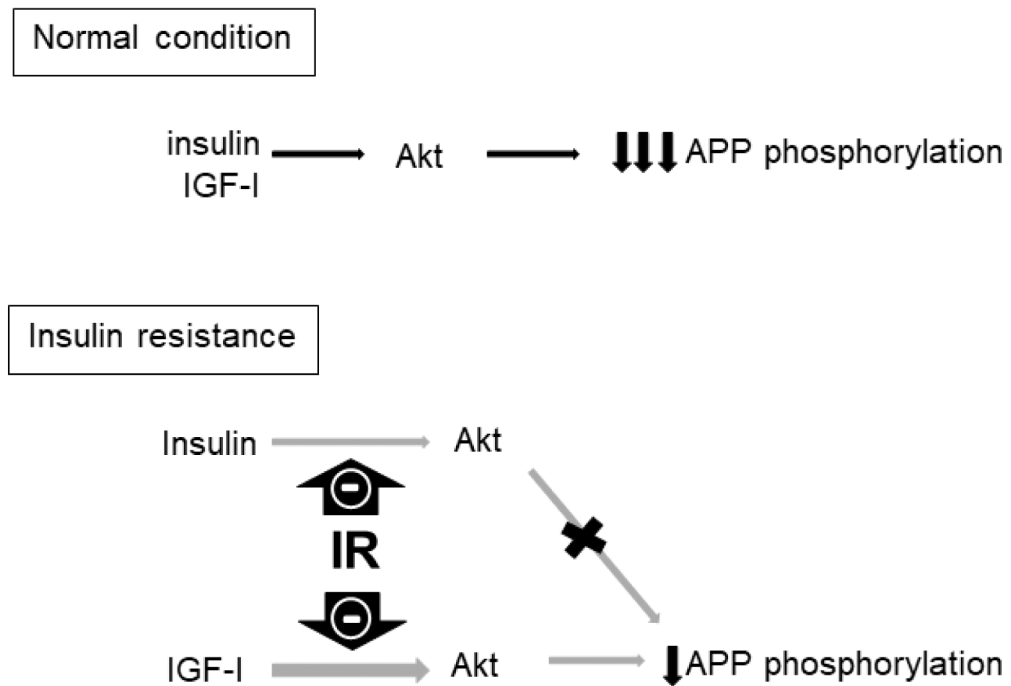 Normal condition
insulin
IGF-I
Akt
APP phosphorylation
Insulin resistance
Insulin
Akt
IR
IGF-I
Akt
APP phosphorylation